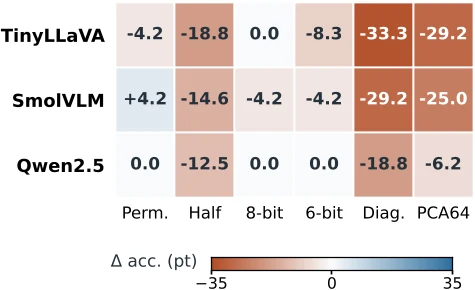 TinyLLaVA -4.2 -18.8 0.0 -8.3 -33.3 -29.2
SmolVLM +4.2 -14.6 -4.2 -4.2 -29.2 -25.0
Qwen2.5 0.0 -12.5 0.0 0.0 -18.8 -6.2
Perm. Half 8-bit 6-bit Diag. PCA64
Δ acc. (pt)
−35 0 35